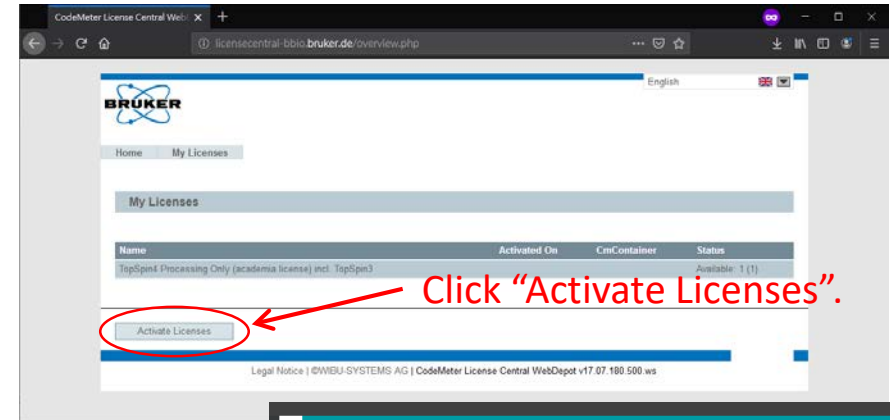 CodeMeter License Central Web
licensecentral-bbio.bruker.de/overview.php
English
BRUKER
Home My Licenses
My Licenses
Name Activated On CmContainer Status
TopSpin4 Processing Only (academia license) incl. TopSpin3 Available: 1 (1)
Click “Activate Licenses”.
Activate Licenses
Legal Notice | ©WIBU-SYSTEMS AG | CodeMeter License Central WebDepot v17.07.180.500.ws